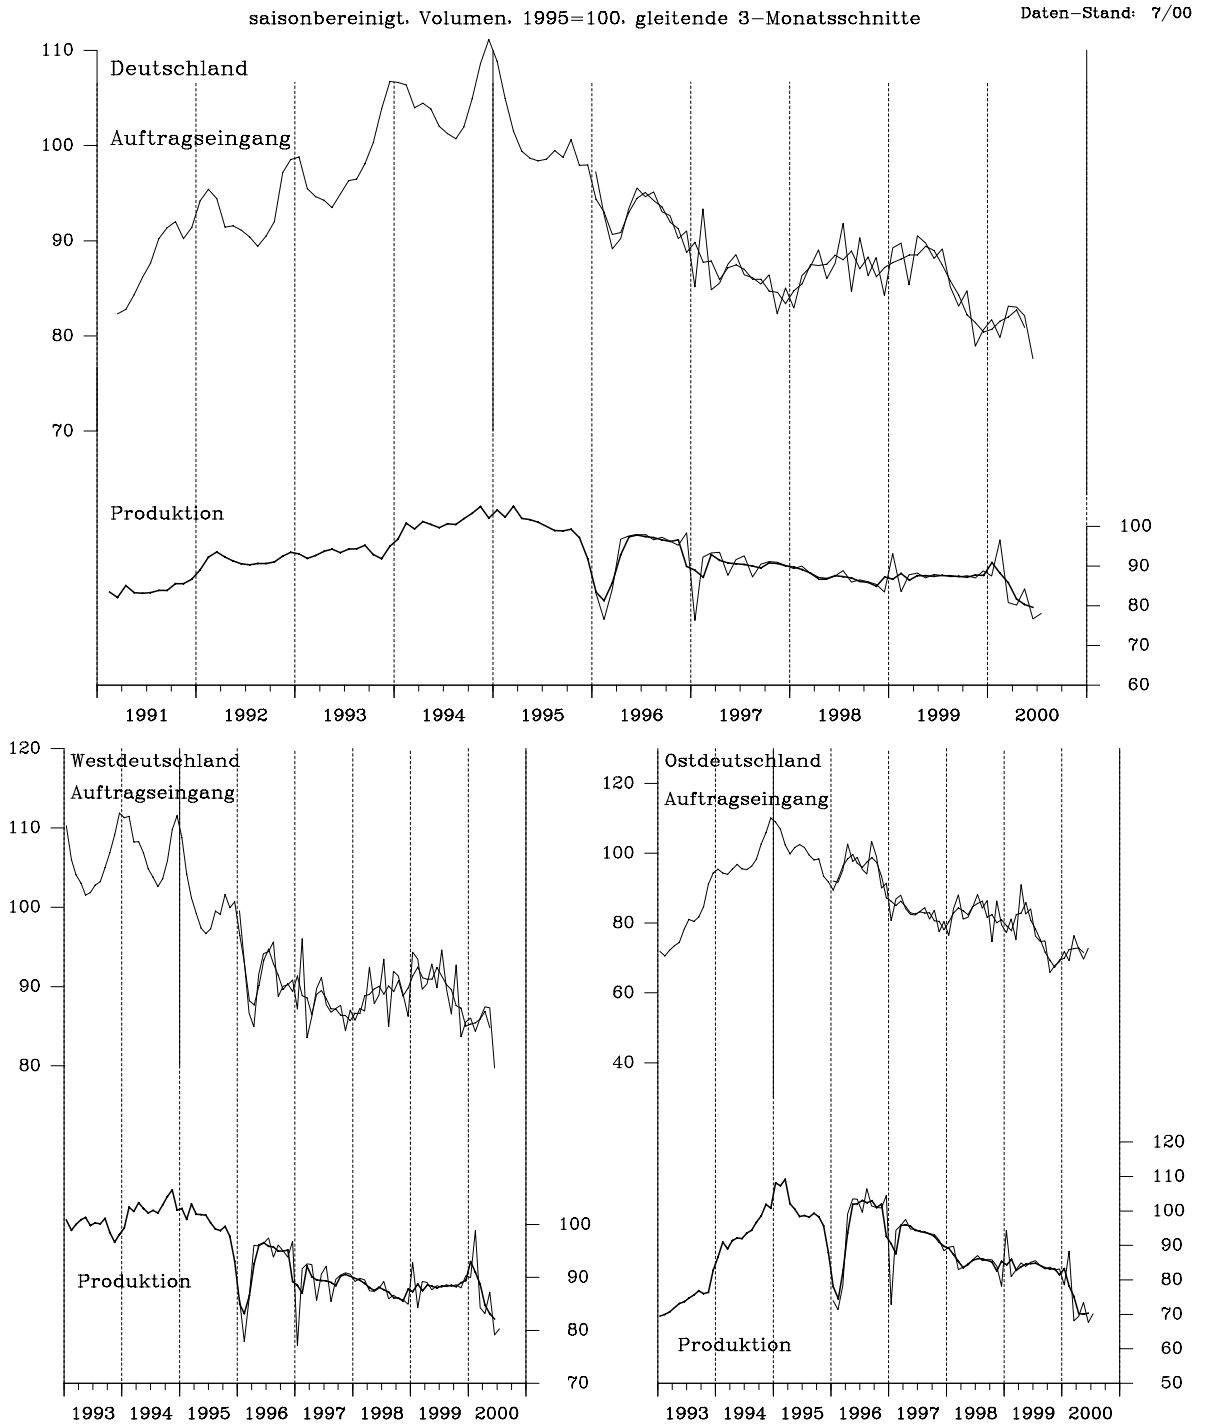 saisonbereinigt, Volumen, 1995=100, gleitende 3-Monatsschnitte
Daten-Stand: 7/00
110
Deutschland
Auftragseingang
100
90
80
70
Produktion
100
90
80
70
60
1991 1992 1993 1994 1995 1996 1997 1998 1999 2000
120
Westdeutschland
Auftragseingang
110
100
90
80
100
Produktion
90
80
70
1993 1994 1995 1996 1997 1998 1999 2000
Ostdeutschland
120
Auftragseingang
100
80
60
40
120
110
100
90
80
70
Produktion
60
50
1993 1994 1995 1996 1997 1998 1999 2000